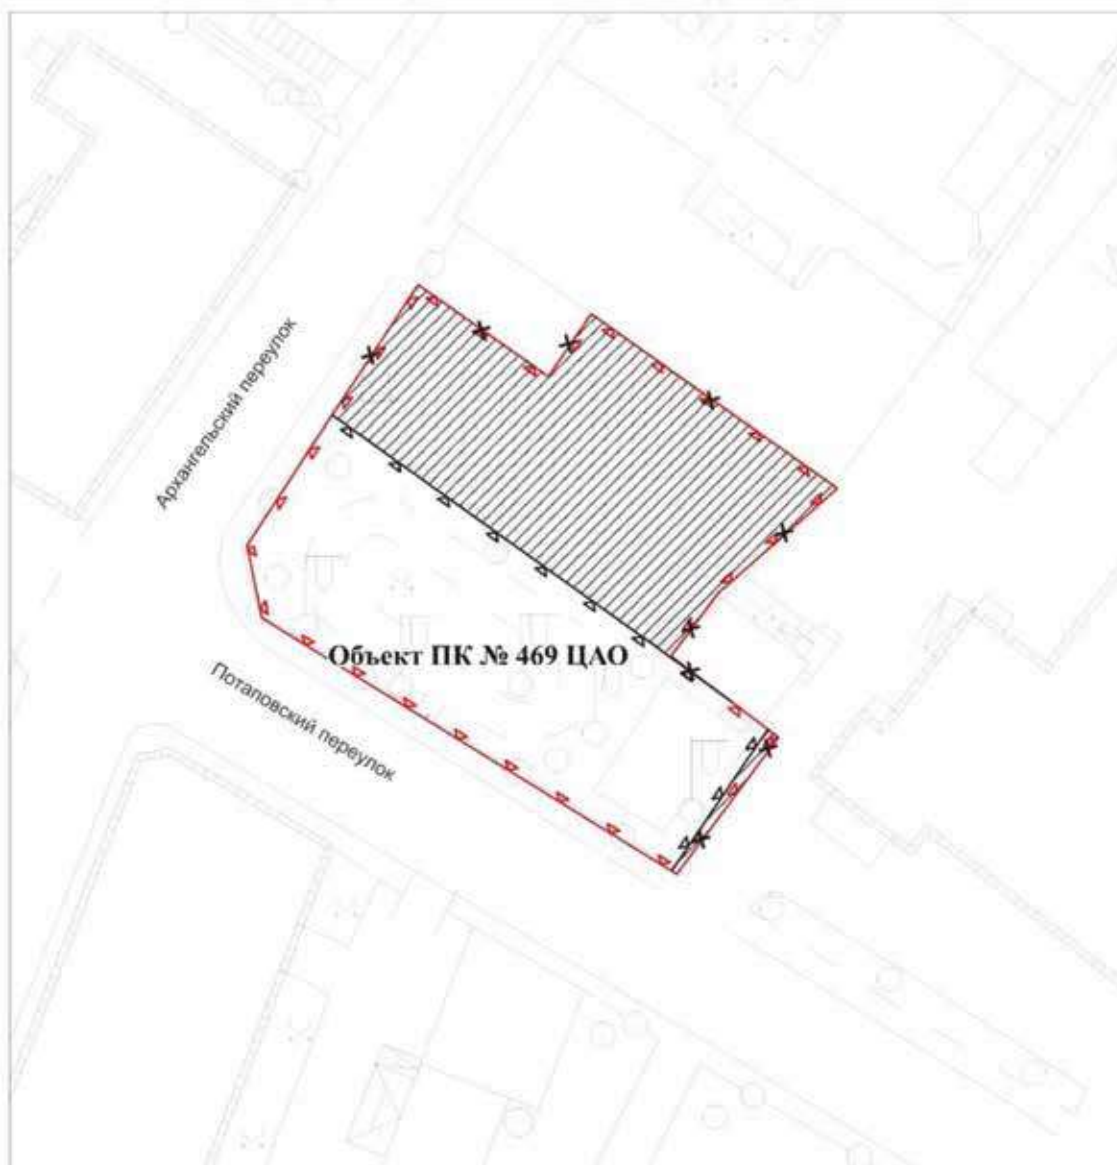 Архангельский переулок
Объект ПК № 469 ЦАО
Потаповский переулок